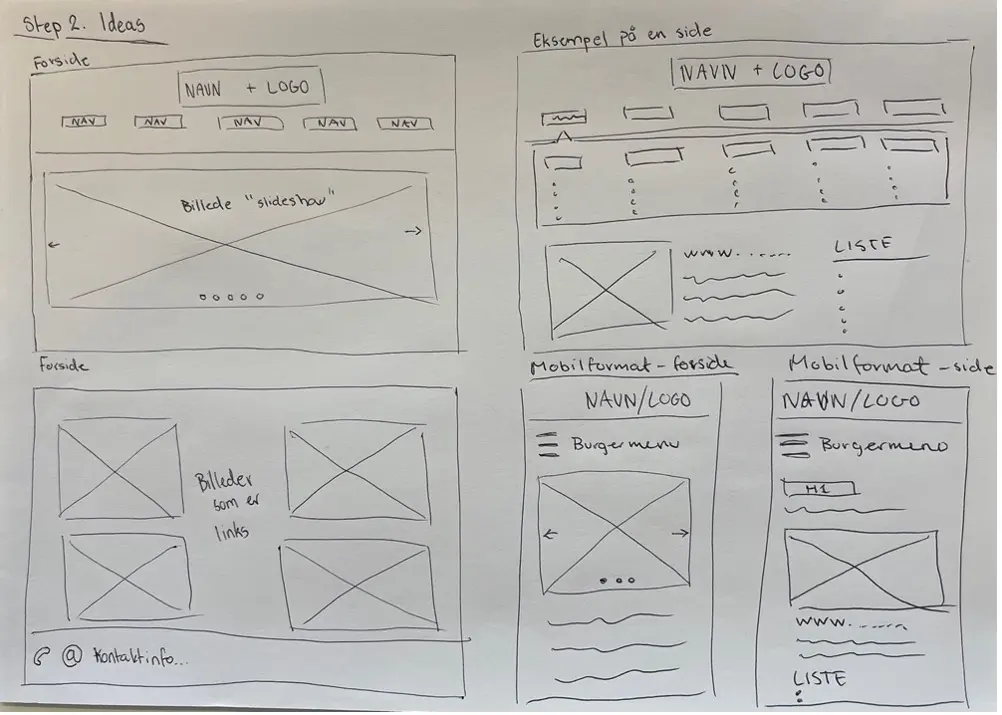 Step 2. Ideas
Forside
NAVN + LOGO
NAV NAV NAV NAV NAV
Billede "slideshow"
Forside
Billeder
som er
links
@ Kontaktinfo...
Eksempel på en side
NAVN + LOGO
www.......
LISTE
Mobilformat - forside
NAVN/LOGO
Burgermenu
Mobilformat - side
NAVN/LOGO
Burgermenu
H1
www.......
LISTE